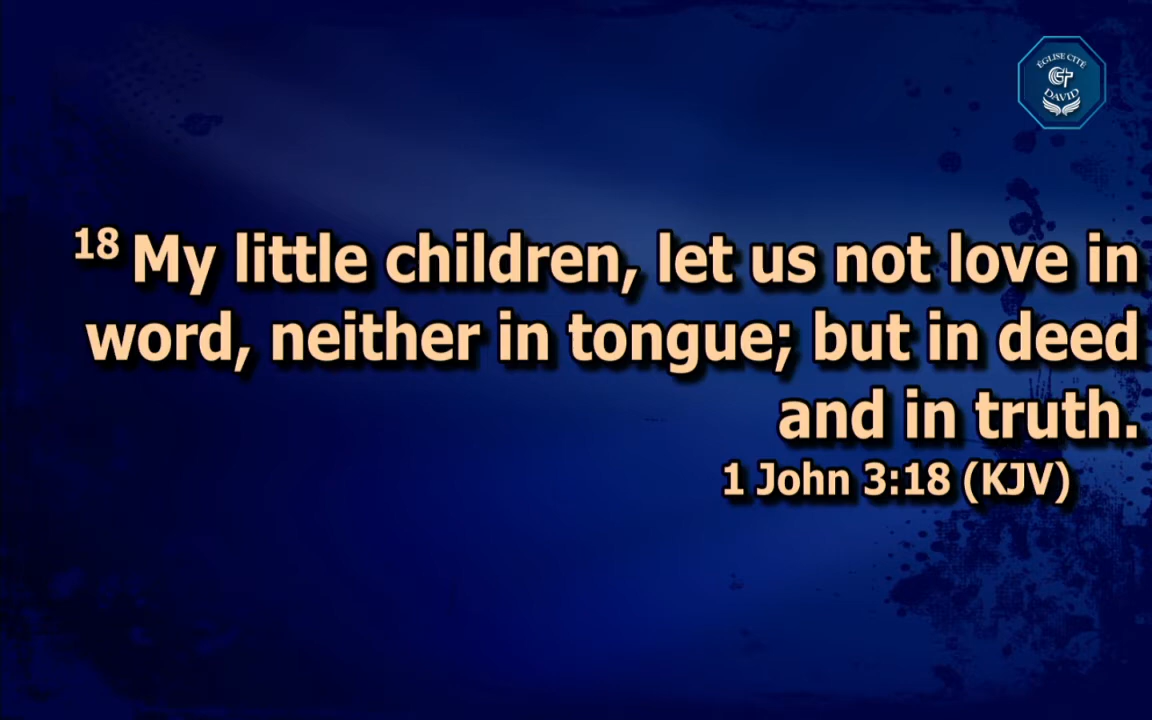 ÉGLISE CITÉ
DAVID
18 My little children, let us not love in
word, neither in tongue; but in deed
and in truth.
1 John 3:18 (KJV)